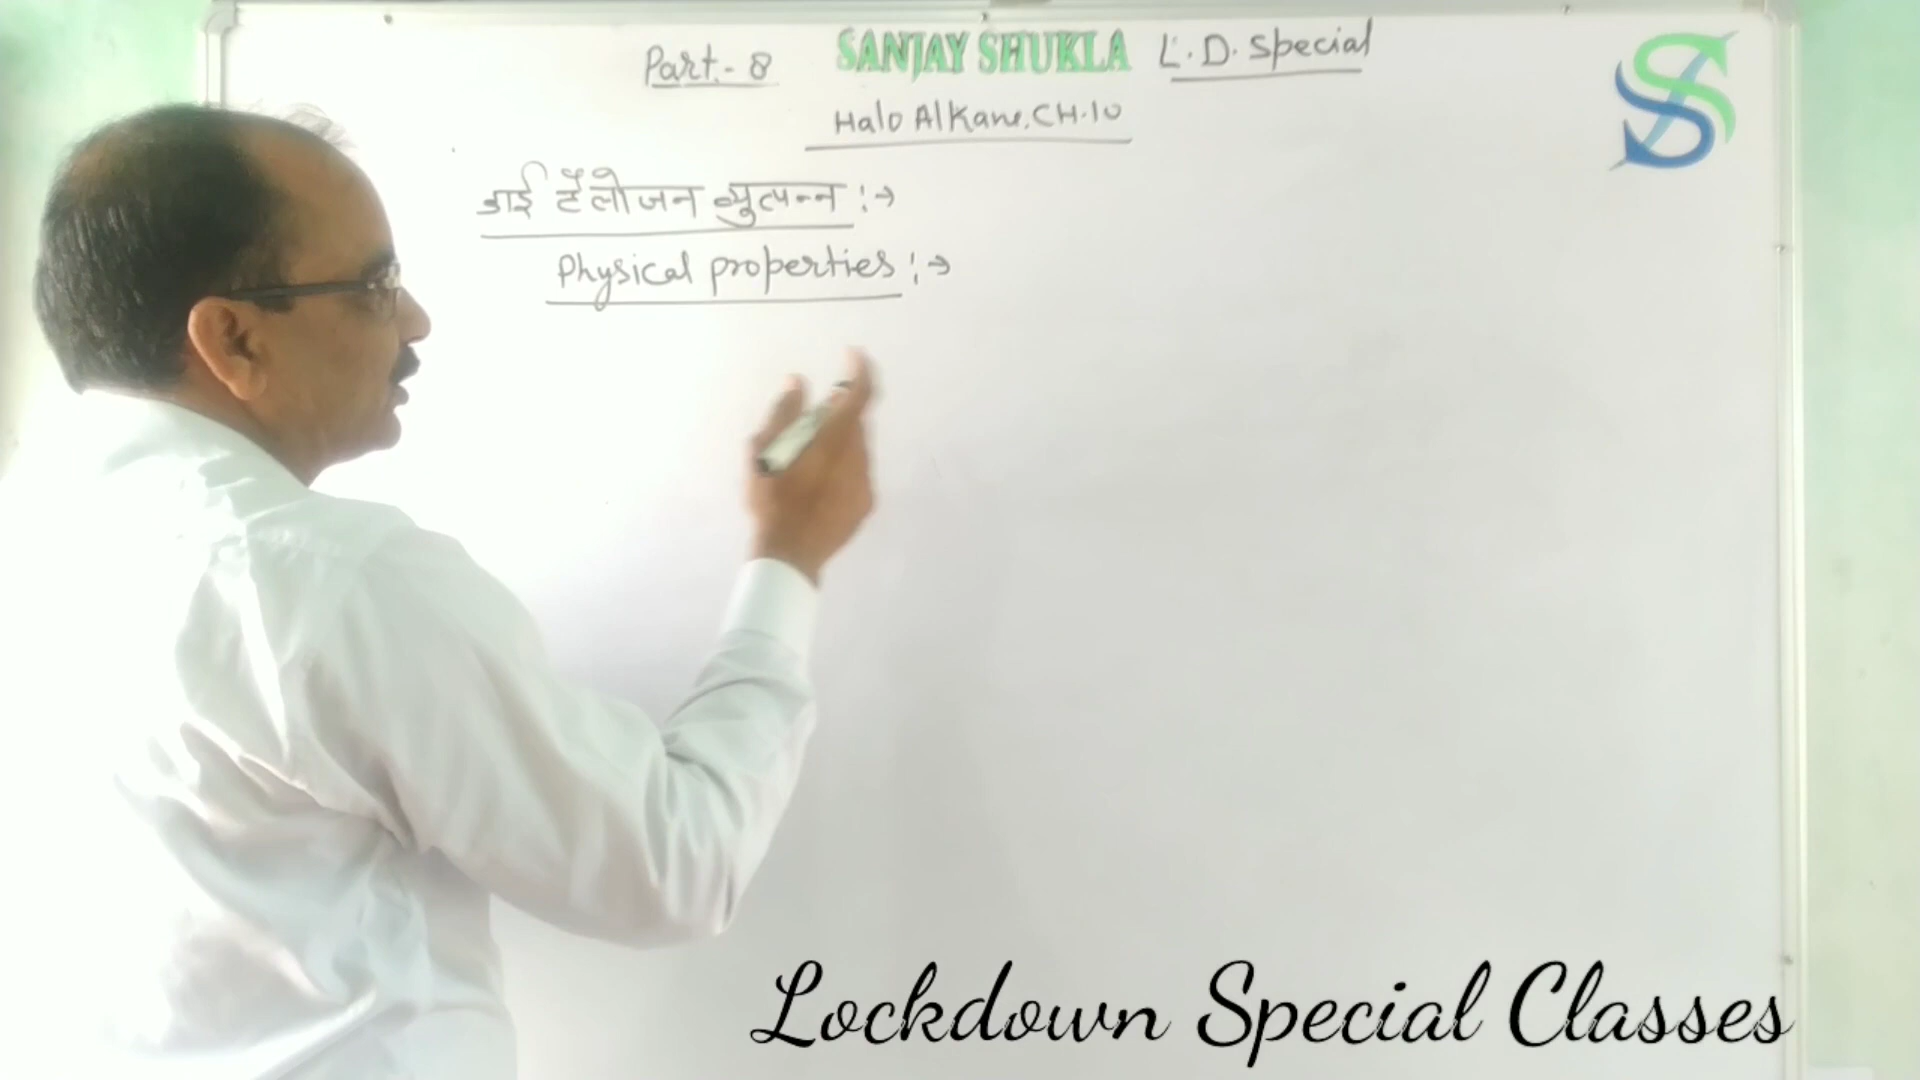 Part.- 8 SANJAY SHUKLA L.D. Special
Halo Alkane, CH.10
डाई हैलोजन व्युत्पन्न :→
Physical properties :→
Lockdown Special Classes